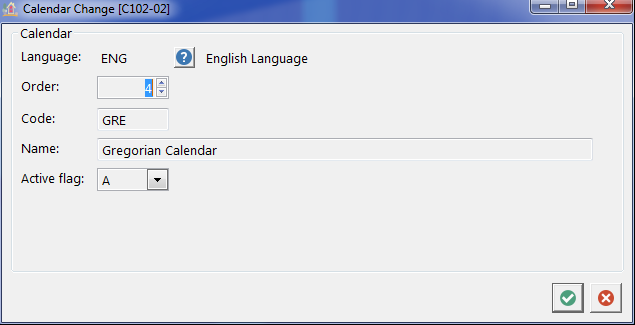 Calendar Change [C102-02]
Calendar
Language: ENG ? English Language
Order: 4
Code: GRE
Name: Gregorian Calendar
Active flag: A